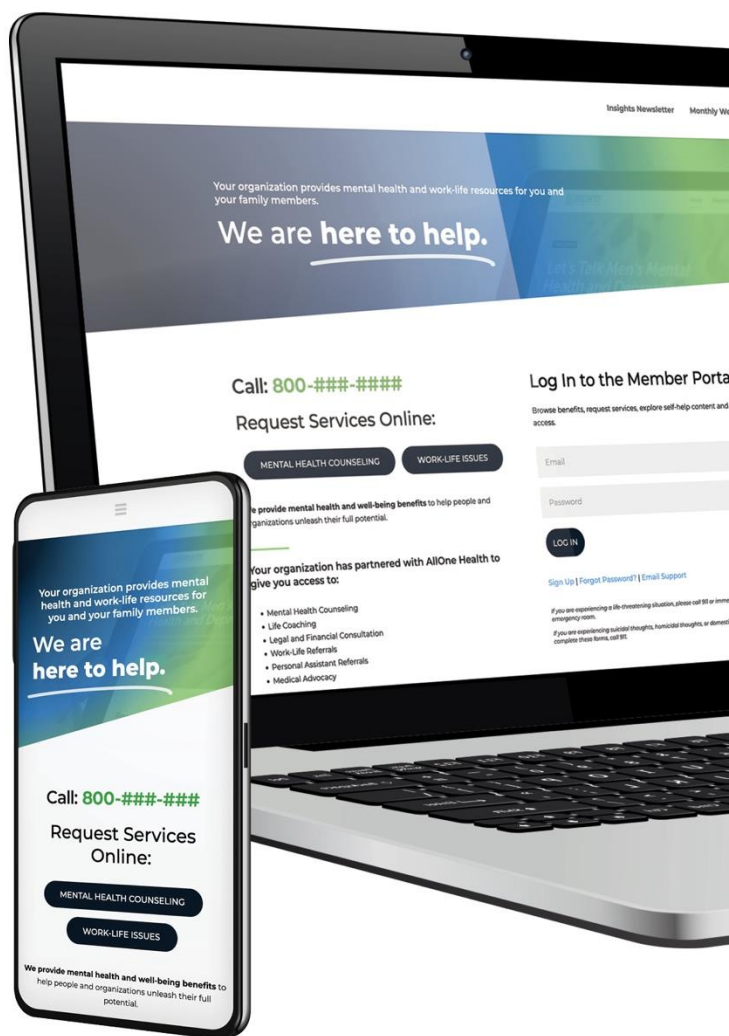 Insights Newsletter Monthly
Your organization provides mental health and work-life resources for you and
your family members.
We are here to help.
Let's Talk Men's Mental
Health and
Call: 800-###-####
Request Services Online:
MENTAL HEALTH COUNSELING
WORK-LIFE ISSUES
We provide mental health and well-being benefits to help people and
organizations unleash their full potential.
Your organization has partnered with AllOne Health to
give you access to:
• Mental Health Counseling
• Life Coaching
• Legal and Financial Consultation
• Work-Life Referrals
• Personal Assistant Referrals
• Medical Advocacy
Log In to the Member Porta
Browse benefits, request services, explore self-help content and
access.
Email
Password
LOG IN
Sign Up | Forgot Password? | Email Support
If you are experiencing a life-threatening situation, please call 911 or
emergency room.
If you are experiencing suicidal thoughts, homicidal thoughts, or
complete these forms, call 911.
Your organization provides mental
health and work-life resources for
you and your family members.
We are
here to help.
Call: 800-###-###
Request Services
Online:
MENTAL HEALTH COUNSELING
WORK-LIFE ISSUES
We provide mental health and well-being benefits to
help people and organizations unleash their full
potential.